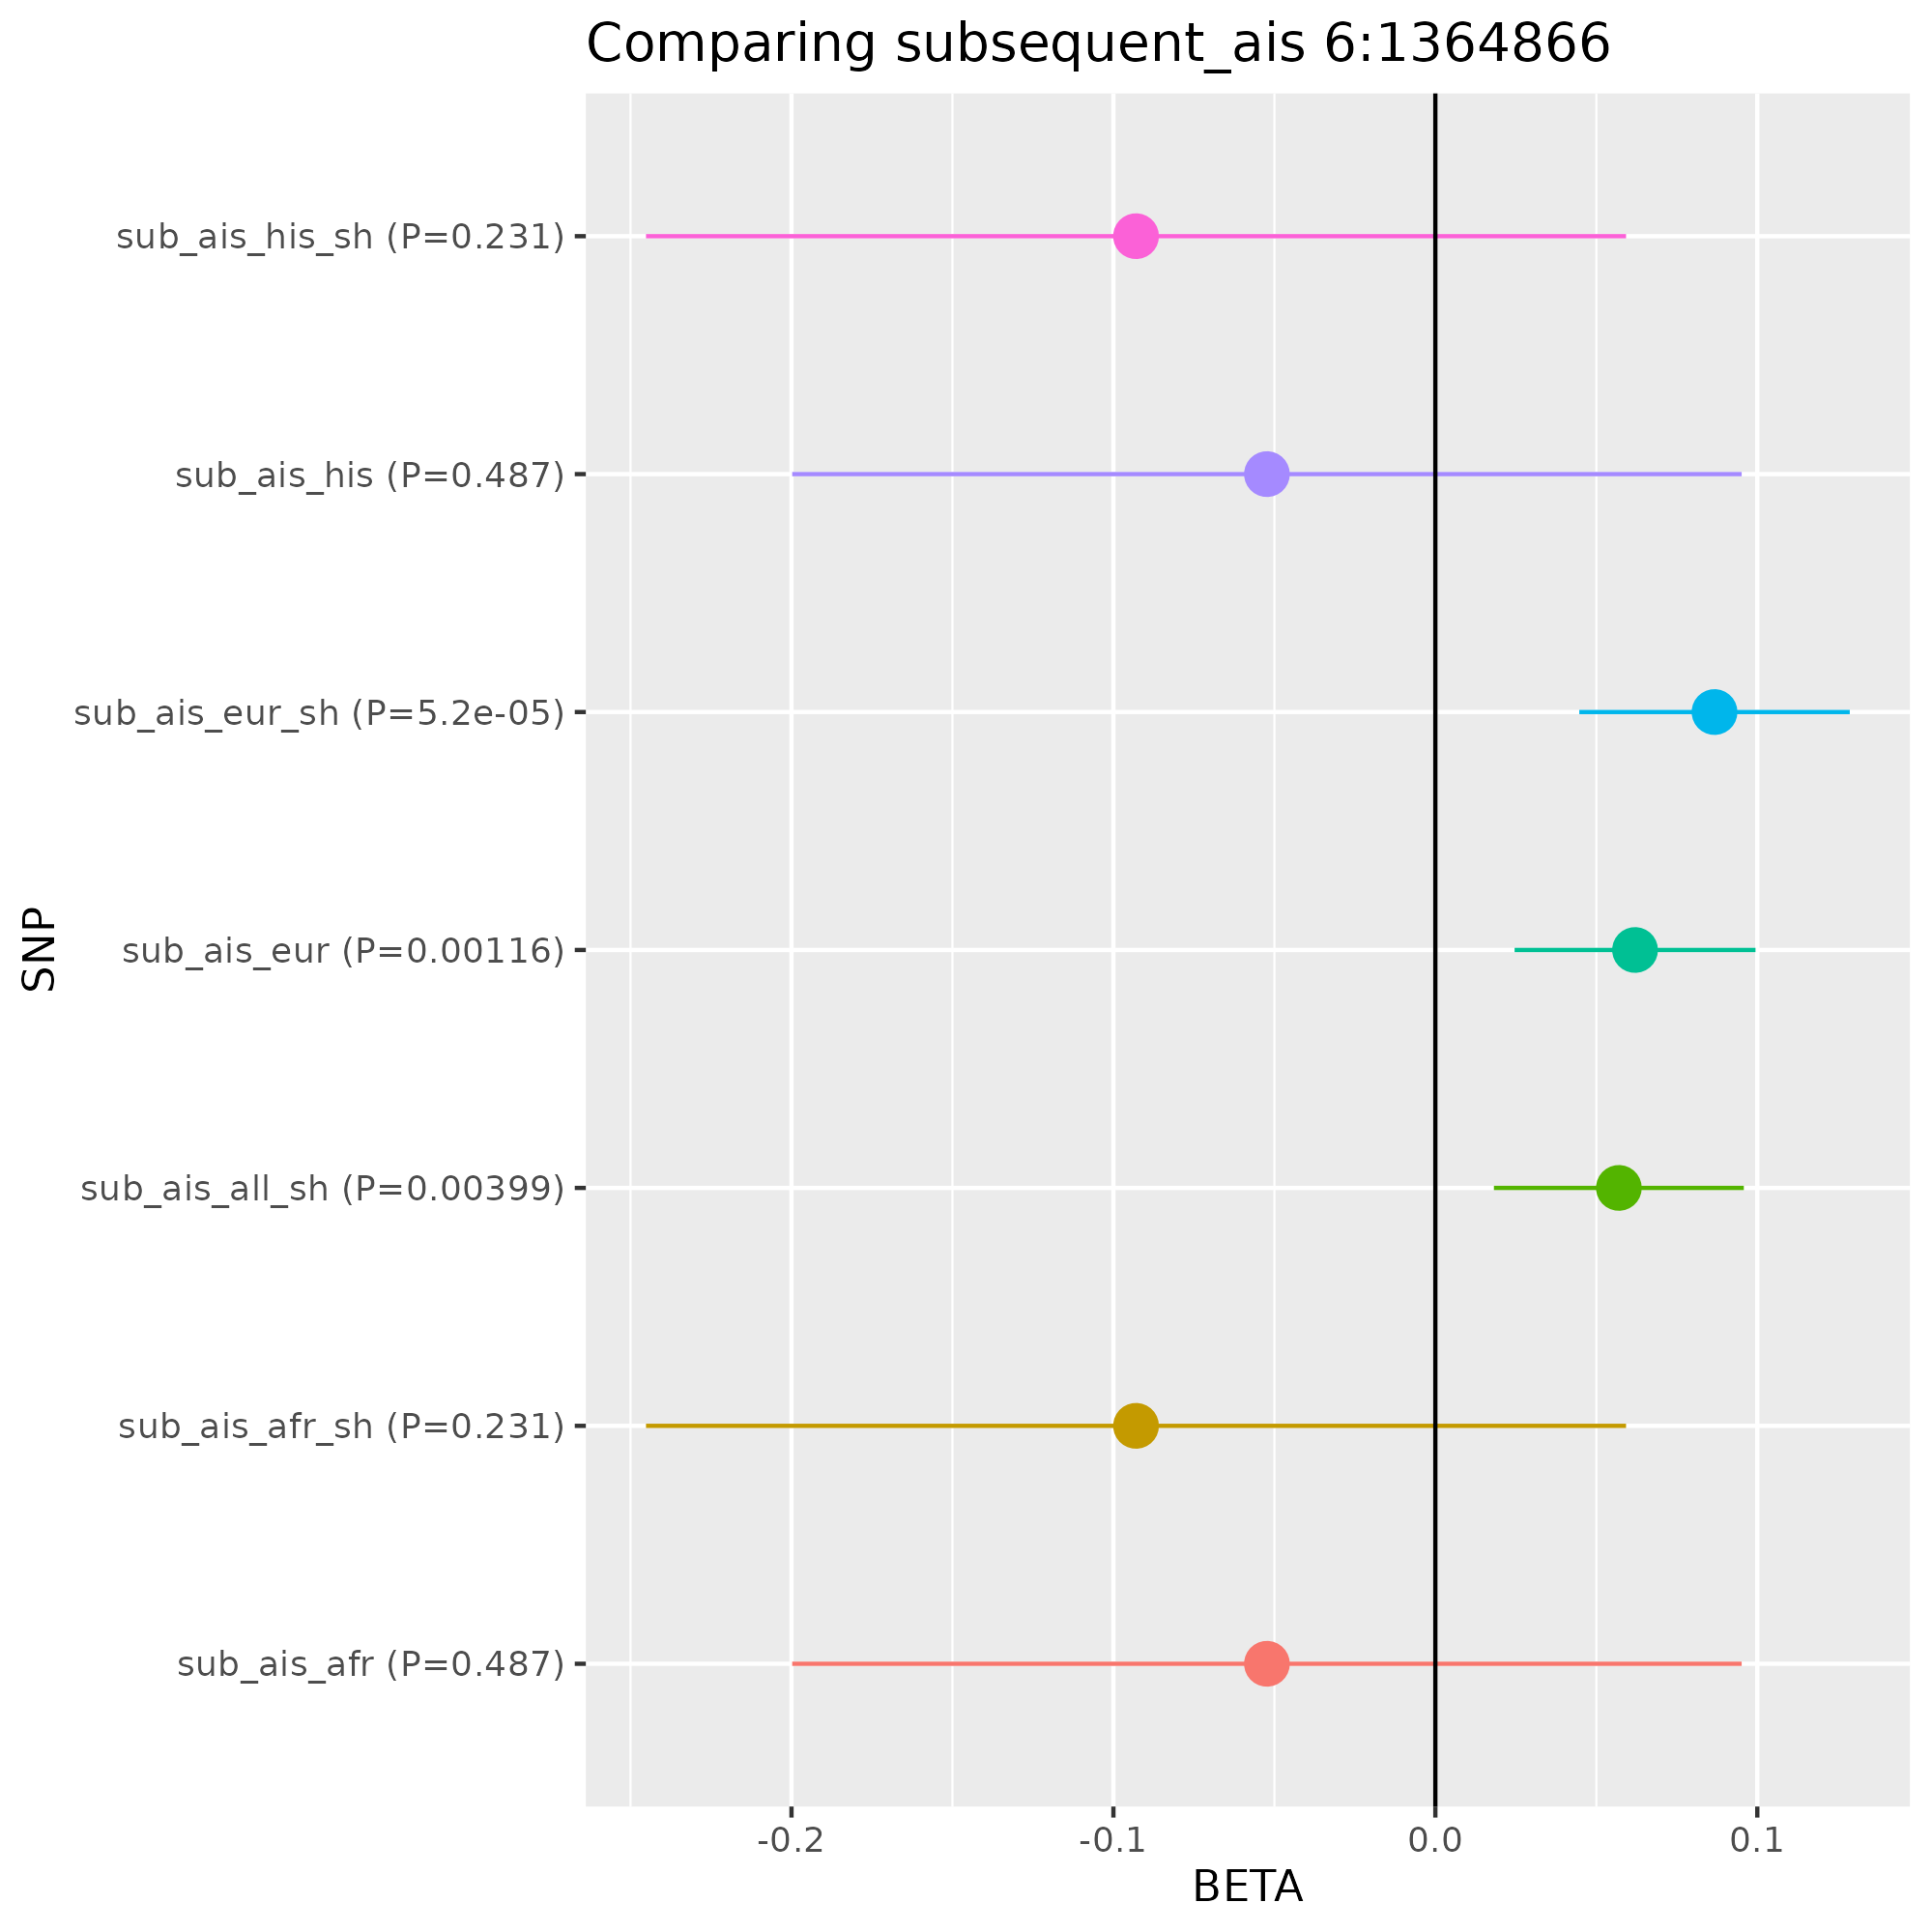 Comparing subsequent_ais 6:1364866
sub_ais_his_sh (P=0.231)
sub_ais_his (P=0.487)
sub_ais_eur_sh (P=5.2e-05)
sub_ais_eur (P=0.00116)
sub_ais_all_sh (P=0.00399)
sub_ais_afr_sh (P=0.231)
sub_ais_afr (P=0.487)
SNP
-0.2 -0.1 0.0 0.1
BETA